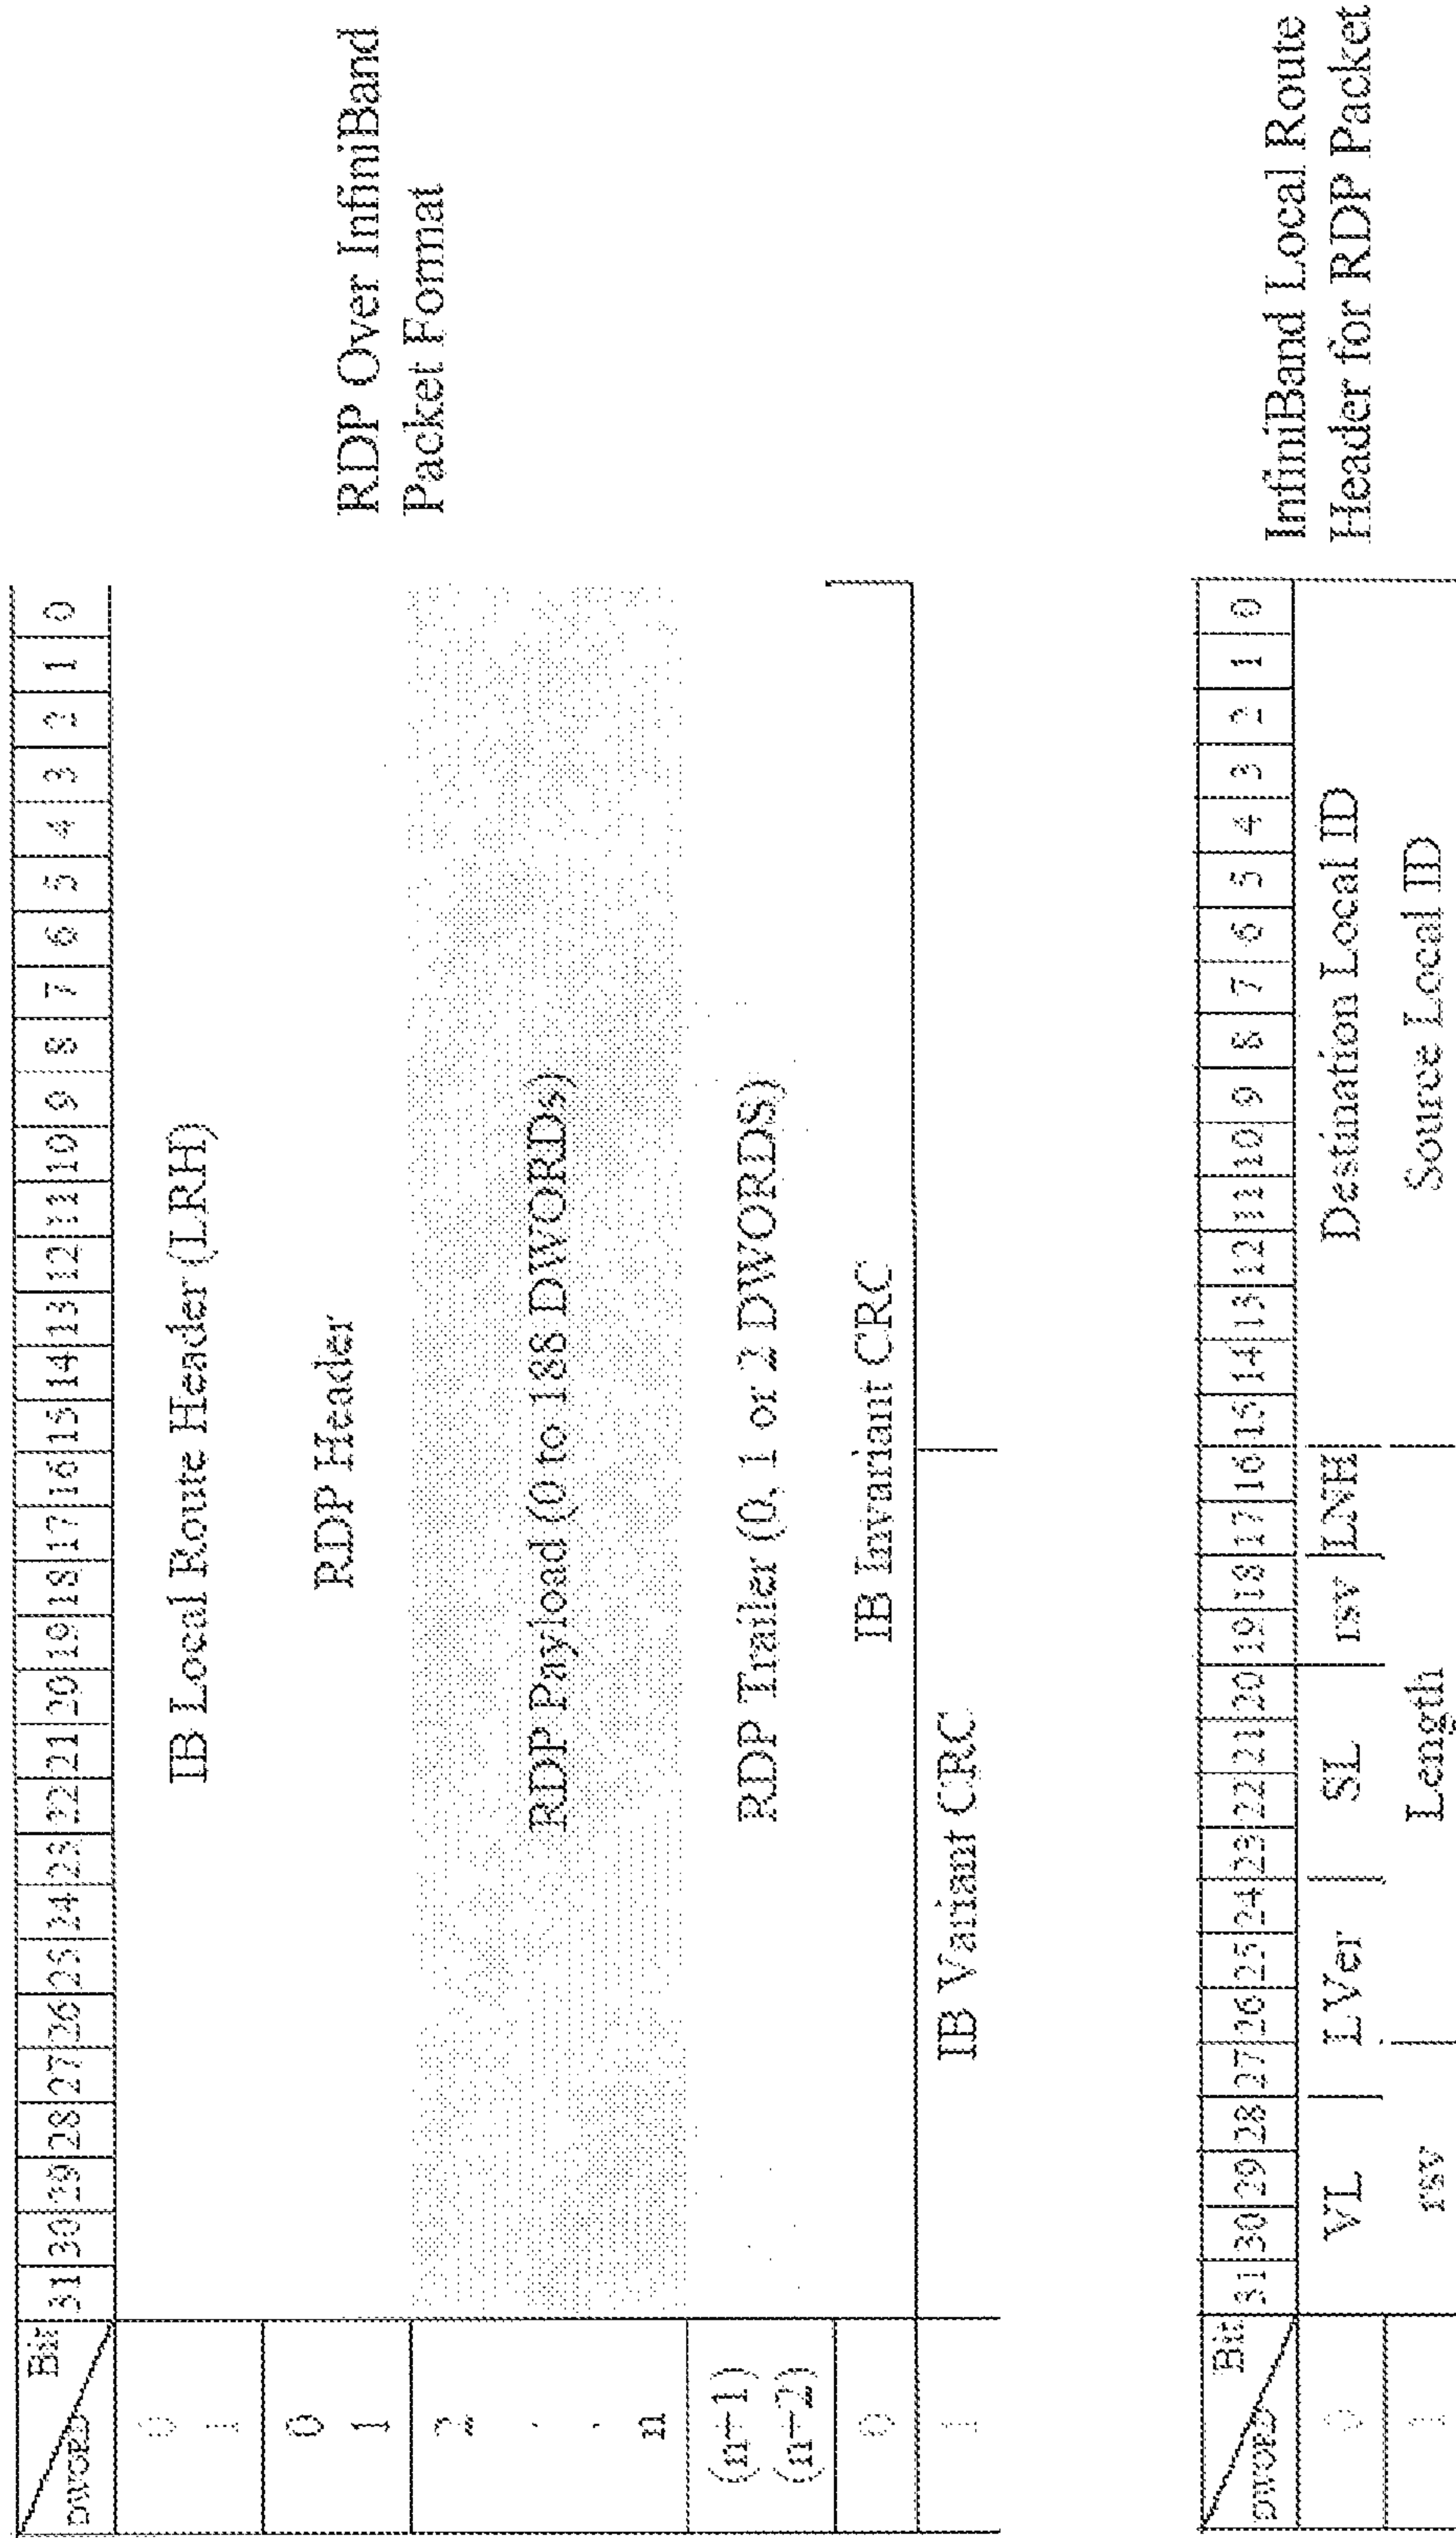 Bit
DWORD
31 30 29 28 27 26 25 24 23 22 21 20 19 18 17 16 15 14 13 12 11 10 9 8 7 6 5 4 3 2 1 0
0
1
IB Local Route Header (LRH)
0
1
RDP Header
2
.
.
n
RDP Payload (0 to 188 DWORDs)
(n+1)
(n+2)
RDP Trailer (0, 1 or 2 DWORDS)
0
IB Invariant CRC
1
IB Variant CRC
RDP Over InfiniBand
Packet Format
Bit
DWORD
31 30 29 28 27 26 25 24 23 22 21 20 19 18 17 16 15 14 13 12 11 10 9 8 7 6 5 4 3 2 1 0
0 VL LVer SL rsv LNH Destination Local ID
1 rsv Length Source Local ID
InfiniBand Local Route
Header for RDP Packet